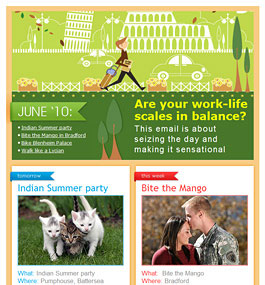 JUNE '10:
Indian Summer party
Bite the Mango in Bradford
Bike Blenheim Palace
Walk like a Lycian
Are your work-life
scales in balance?
This email is about
seizing the day and
making it sensational
tomorrow
Indian Summer party
What: Indian Summer party
Where: Pumphouse, Battersea
this week
Bite the Mango
What: Bite the Mango
Where: Bradford